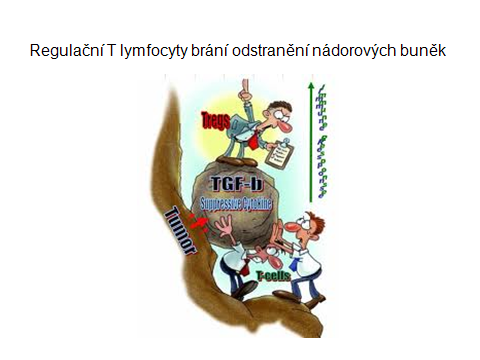 Regulační T lymfocyty brání odstranění nádorových buněk
Tregs
TGF-b
Suppressive Cytokine
Tumor
T-cells